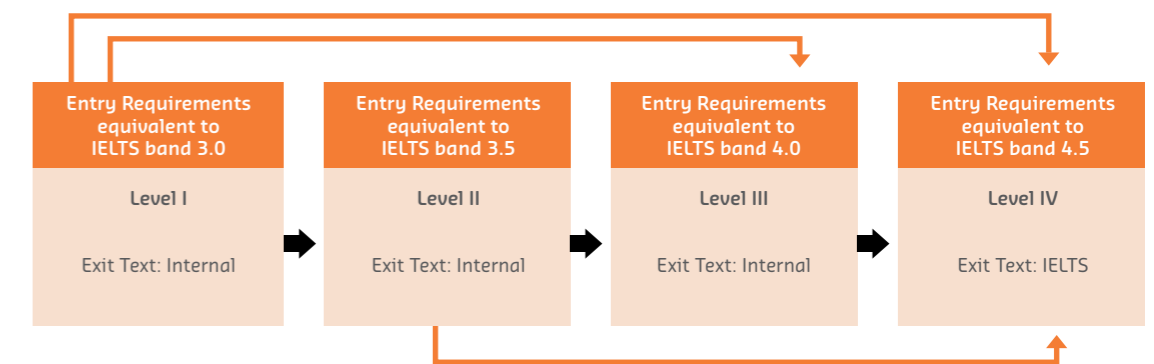 Entry Requirements
equivalent to
IELTS band 3.0
Level I
Exit Text: Internal
Entry Requirements
equivalent to
IELTS band 3.5
Level II
Exit Text: Internal
Entry Requirements
equivalent to
IELTS band 4.0
Level III
Exit Text: Internal
Entry Requirements
equivalent to
IELTS band 4.5
Level IV
Exit Text: IELTS